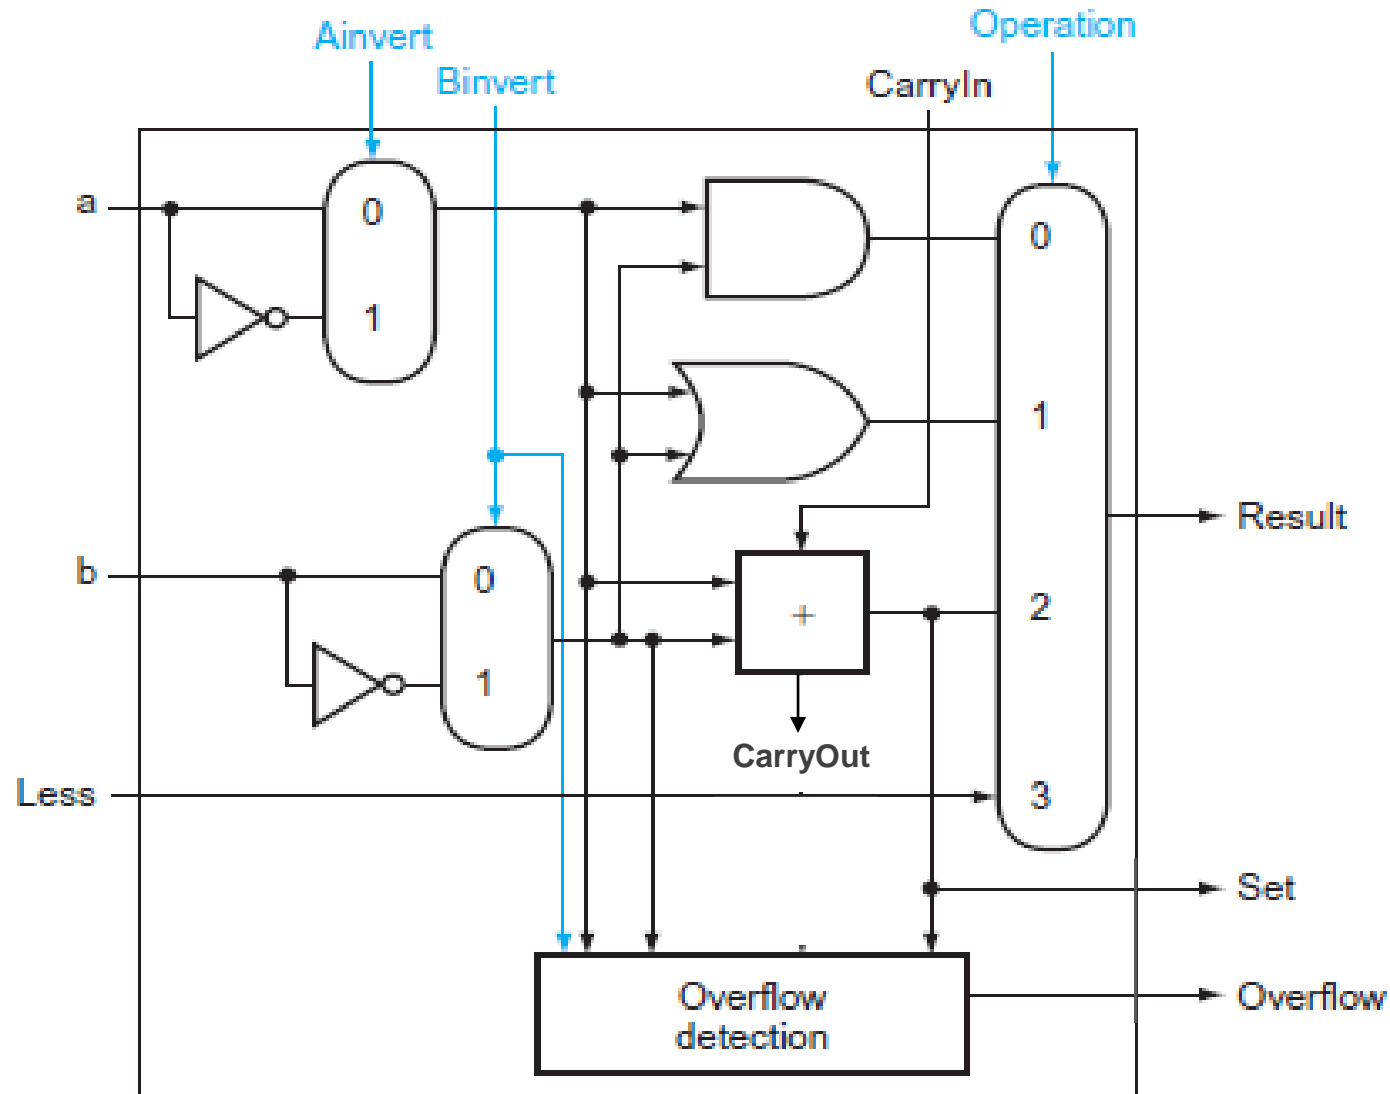 Operation
Ainvert
Binvert
CarryIn
a
0
0
1
1
Result
b
0
2
+
1
CarryOut
Less
3
Set
Overflow
detection
Overflow